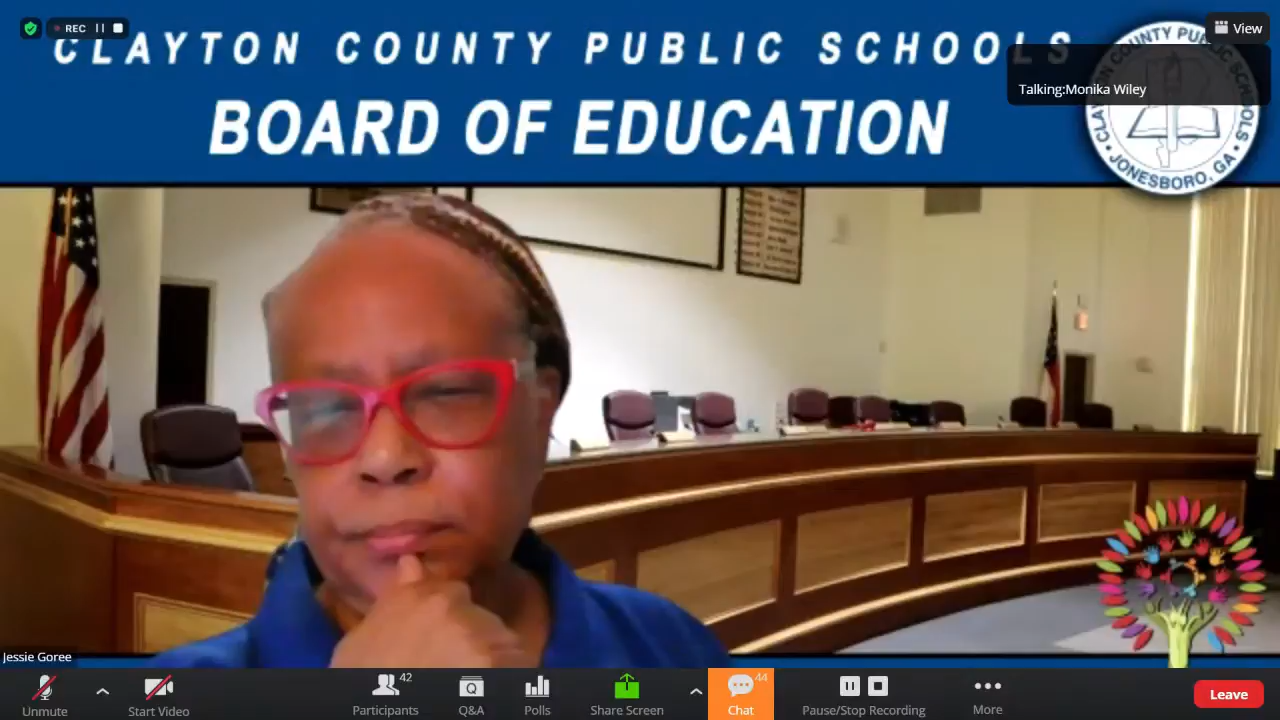 REC
View
CLAYTON COUNTY PUBLIC SCHOOLS
BOARD OF EDUCATION
Talking:Monika Wiley
CLAYTON COUNTY PUBLIC SCHOOLS
• JONESBORO, GA •
Jessie Goree
42
44
Unmute
Start Video
Participants
Q
Q&A
Polls
Share Screen
Chat
Pause/Stop Recording
More
Leave